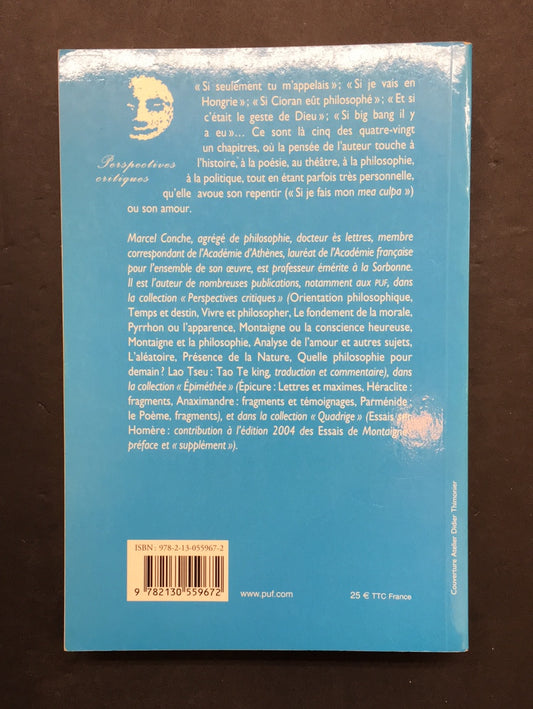 « Si seulement tu m'appelais » ; « Si je vais en
Hongrie » ; « Si Cioran eût philosophé » ; « Et si
c'était le geste de Dieu » ; « Si big bang il y
a eu »... Ce sont là cinq des quatre-vingt
un chapitres, où la pensée de l'auteur touche à
l'histoire, à la poésie, au théâtre, à la philosophie,
à la politique, tout en étant parfois très personnelle,
qu'elle avoue son repentir (« Si je fais mon mea culpa »)
ou son amour.
Perspectives
critiques
Marcel Conche, agrégé de philosophie, docteur ès lettres, membre
correspondant de l'Académie d'Athènes, lauréat de l'Académie française
pour l'ensemble de son œuvre, est professeur émérite à la Sorbonne.
Il est l'auteur de nombreuses publications, notamment aux PUF, dans
la collection « Perspectives critiques » (Orientation philosophique,
Temps et destin, Vivre et philosopher, Le fondement de la morale,
Pyrrhon ou l'apparence, Montaigne ou la conscience heureuse,
Montaigne et la philosophie, Analyse de l'amour et autres sujets,
L'aléatoire, Présence de la Nature, Quelle philosophie pour
demain ? Lao Tseu : Tao Te king, traduction et commentaire), dans
la collection « Épiméthée » (Épicure : Lettres et maximes, Héraclite :
fragments, Anaximandre : fragments et témoignages, Parménide :
le Poème, fragments), et dans la collection « Quadrige » (Essais sur
Homère : contribution à l'édition 2004 des Essais de Montaigne,
préface et « supplément »).
ISBN : 978-2-13-055967-2
9 782130 559672
www.puf.com
25 € TTC France
Couverture Atelier Didier Thimonier